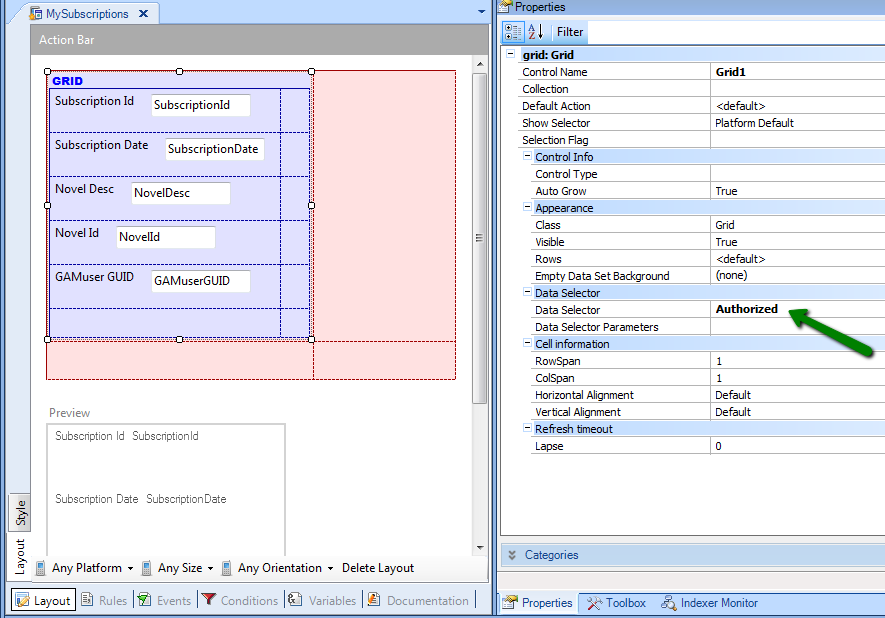 MySubscriptions
Action Bar
GRID
Subscription Id SubscriptionId
Subscription Date SubscriptionDate
Novel Desc NovelDesc
Novel Id NovelId
GAMuser GUID GAMuserGUID
Preview
Subscription Id SubscriptionId
Subscription Date SubscriptionDate
Style
Layout
Any Platform Any Size Any Orientation Delete Layout
Layout Rules Events Conditions Variables Documentation
Properties
A Z Filter
grid: Grid
Control Name Grid1
Collection
Default Action <default>
Show Selector Platform Default
Selection Flag
Control Info
Control Type
Auto Grow True
Appearance
Class Grid
Visible True
Rows <default>
Empty Data Set Background (none)
Data Selector
Data Selector Authorized
Data Selector Parameters
Cell information
RowSpan 1
ColSpan 1
Horizontal Alignment Default
Vertical Alignment Default
Refresh timeout
Lapse 0
Categories
Properties Toolbox Indexer Monitor